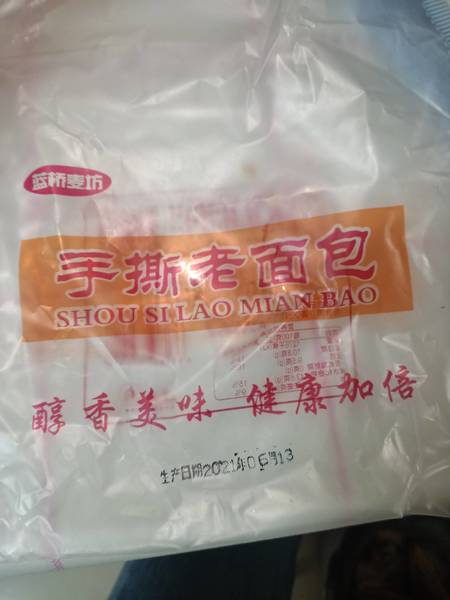 蓝桥麦坊
手撕老面包
SHOU SI LAO MIAN BAO
醇香美味 健康加倍
生产日期2021年06月13